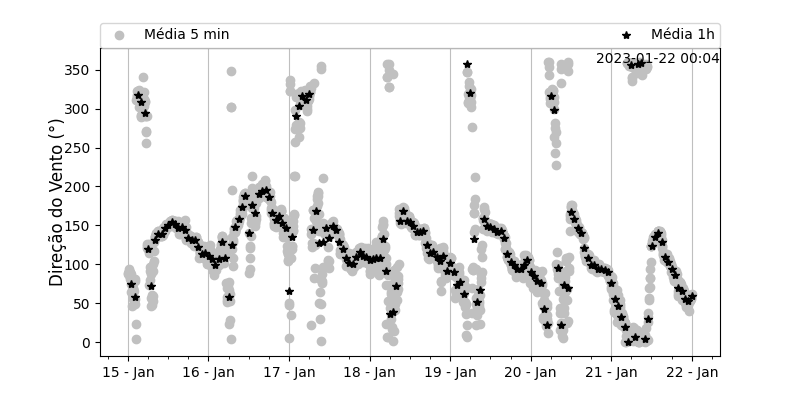 Média 5 min
Média 1h
2023-01-22 00:04
Direção do Vento (°)
350
300
250
200
150
100
50
0
15 - Jan
16 - Jan
17 - Jan
18 - Jan
19 - Jan
20 - Jan
21 - Jan
22 - Jan